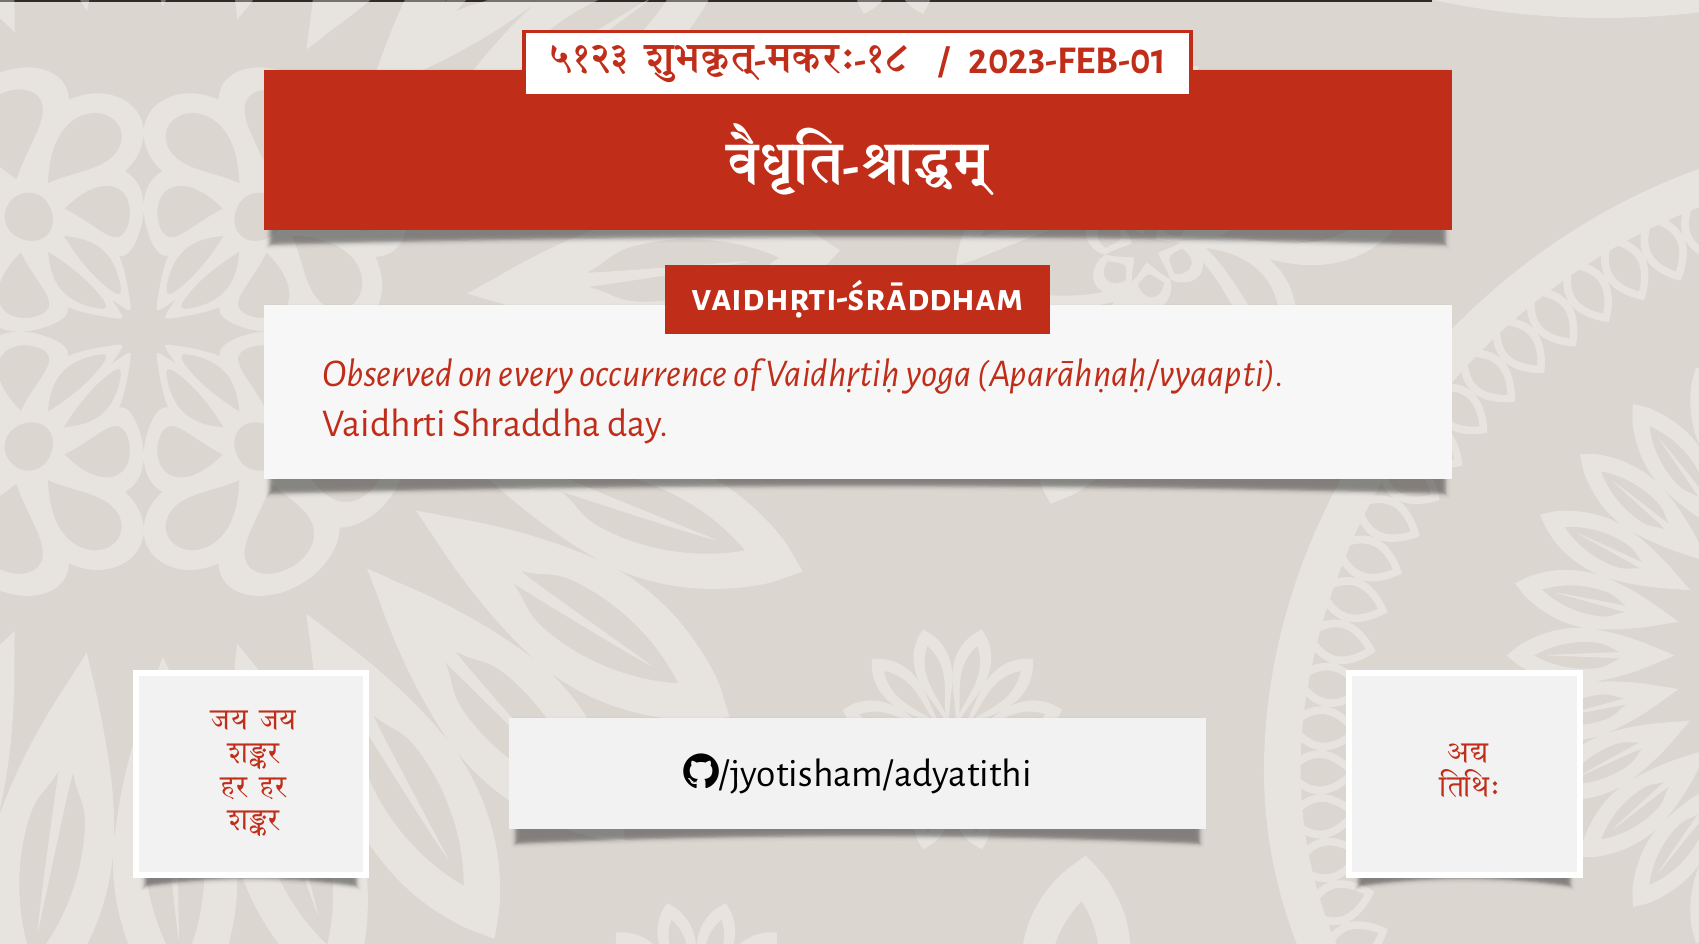 ५१२३ शुभकृत्-मकरः-१८ / 2023-FEB-01
वैधृति-श्राद्धम्
VAIDHṚTI-ŚRĀDDHAM
Observed on every occurrence of Vaidhṛtiḥ yoga (Aparāhṇaḥ/vyaapti).
Vaidhrti Shraddha day.
जय जय
शङ्कर
हर हर
शङ्कर
/jyotisham/adyatithi
अद्य
तिथिः